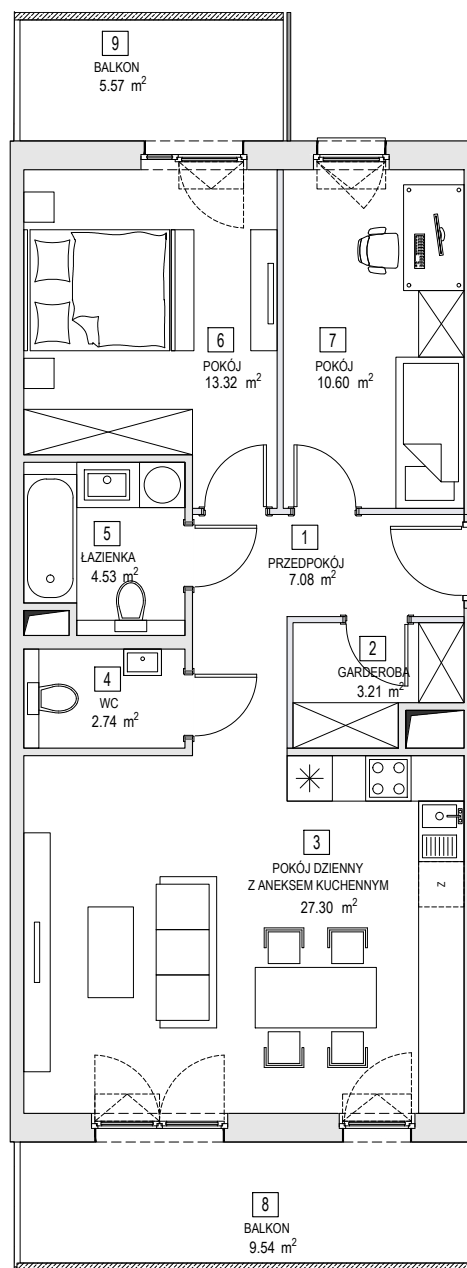 9
BALKON
5.57 m²
6
POKÓJ
13.32 m²
7
POKÓJ
10.60 m²
1
PRZEDPOKÓJ
7.08 m²
5
ŁAZIENKA
4.53 m²
2
GARDEROBA
3.21 m²
4
WC
2.74 m²
3
POKÓJ DZIENNY
Z ANEKSEM KUCHENNYM
27.30 m²
Z
8
BALKON
9.54 m²